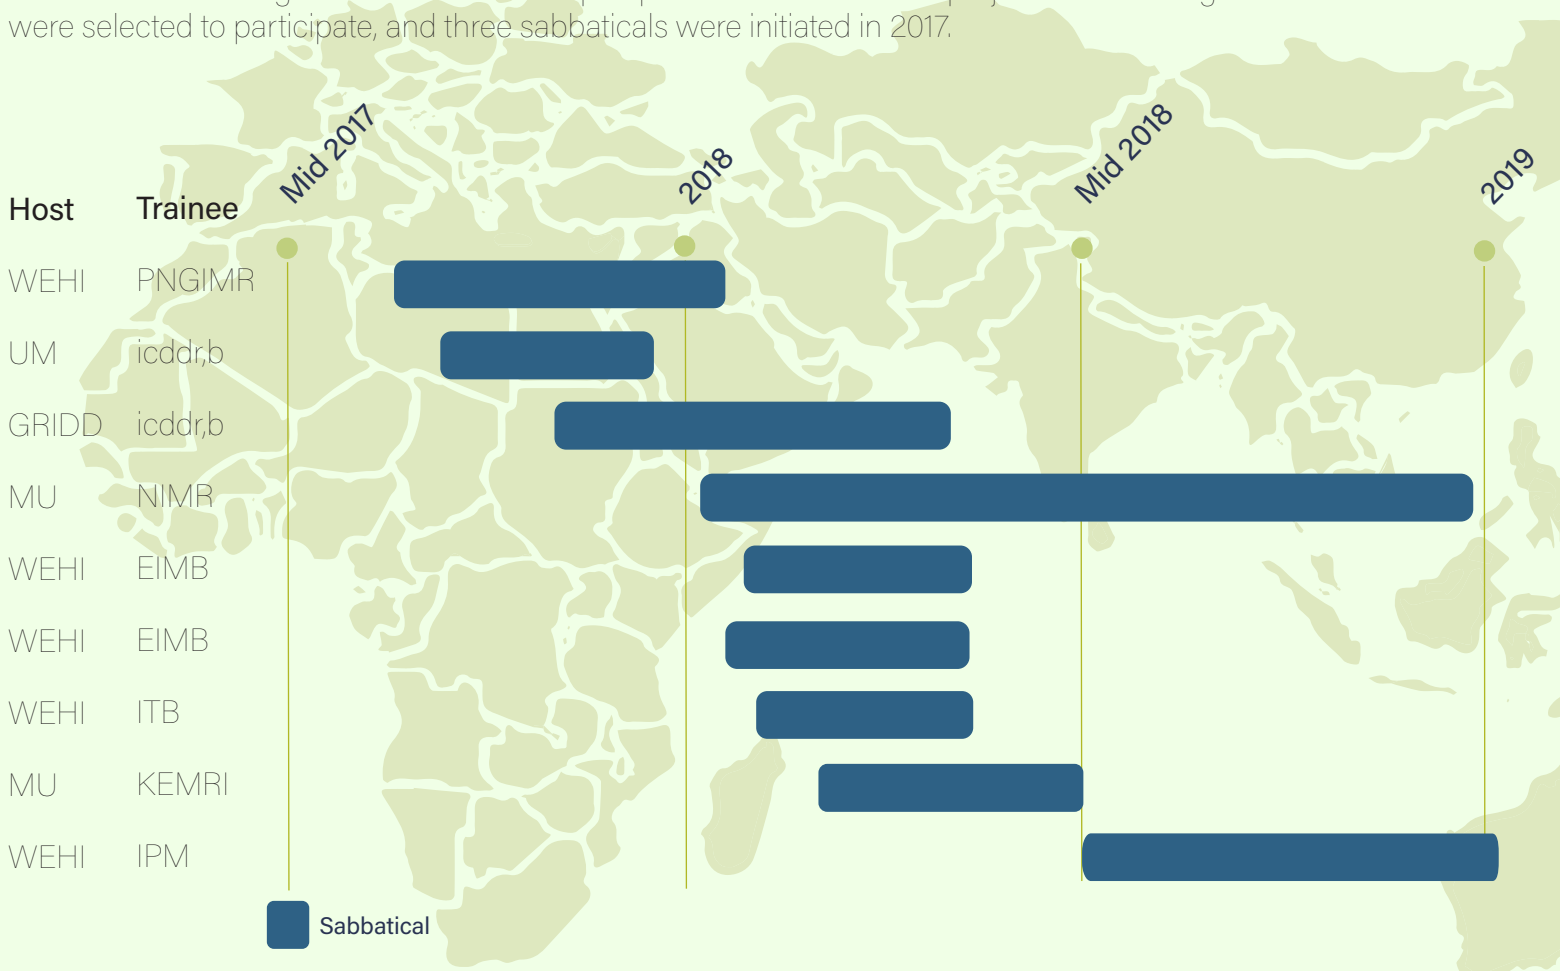 were selected to participate, and three sabbaticals were initiated in 2017.
Mid 2017
2018
Mid 2018
2019
Host Trainee
WEHI PNGIMR
UM icddr,b
GRIDD icddr,b
MU NIMR
WEHI EIMB
WEHI EIMB
WEHI ITB
MU KEMRI
WEHI IPM
Sabbatical